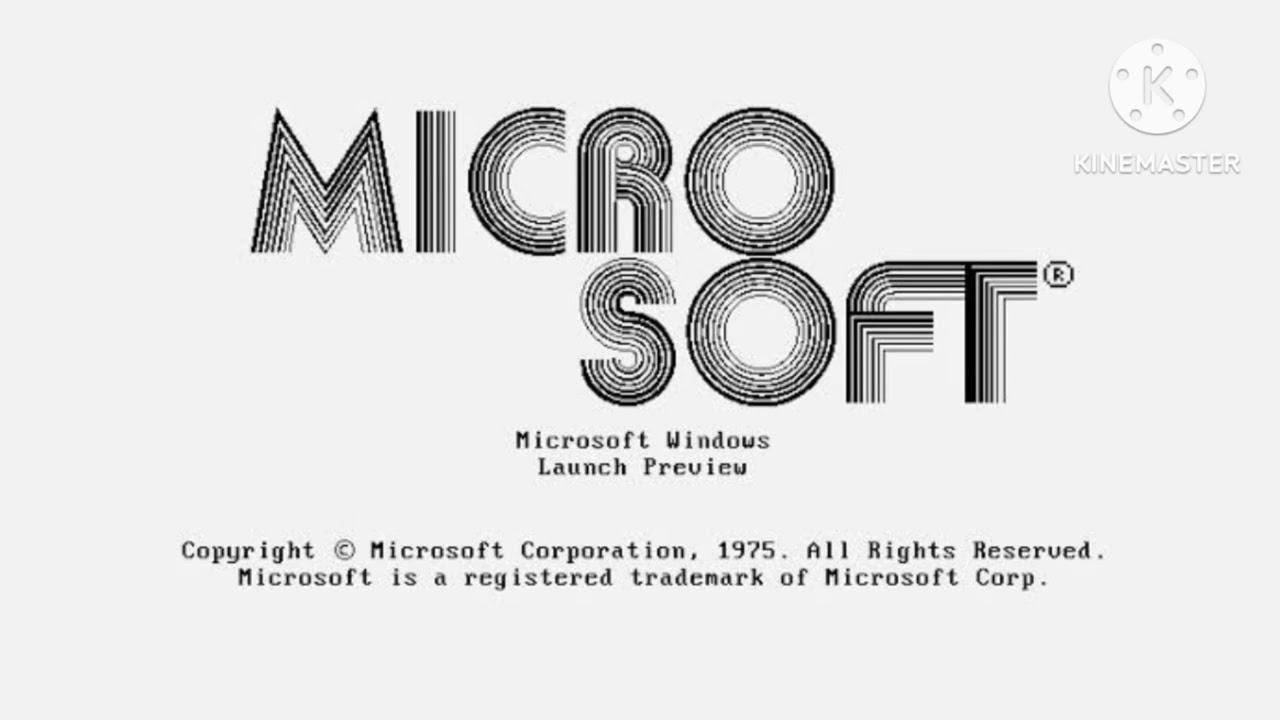 MICRO
SOFT®
KINEMASTER
Microsoft Windows
Launch Preview
Copyright © Microsoft Corporation, 1975. All Rights Reserved.
Microsoft is a registered trademark of Microsoft Corp.